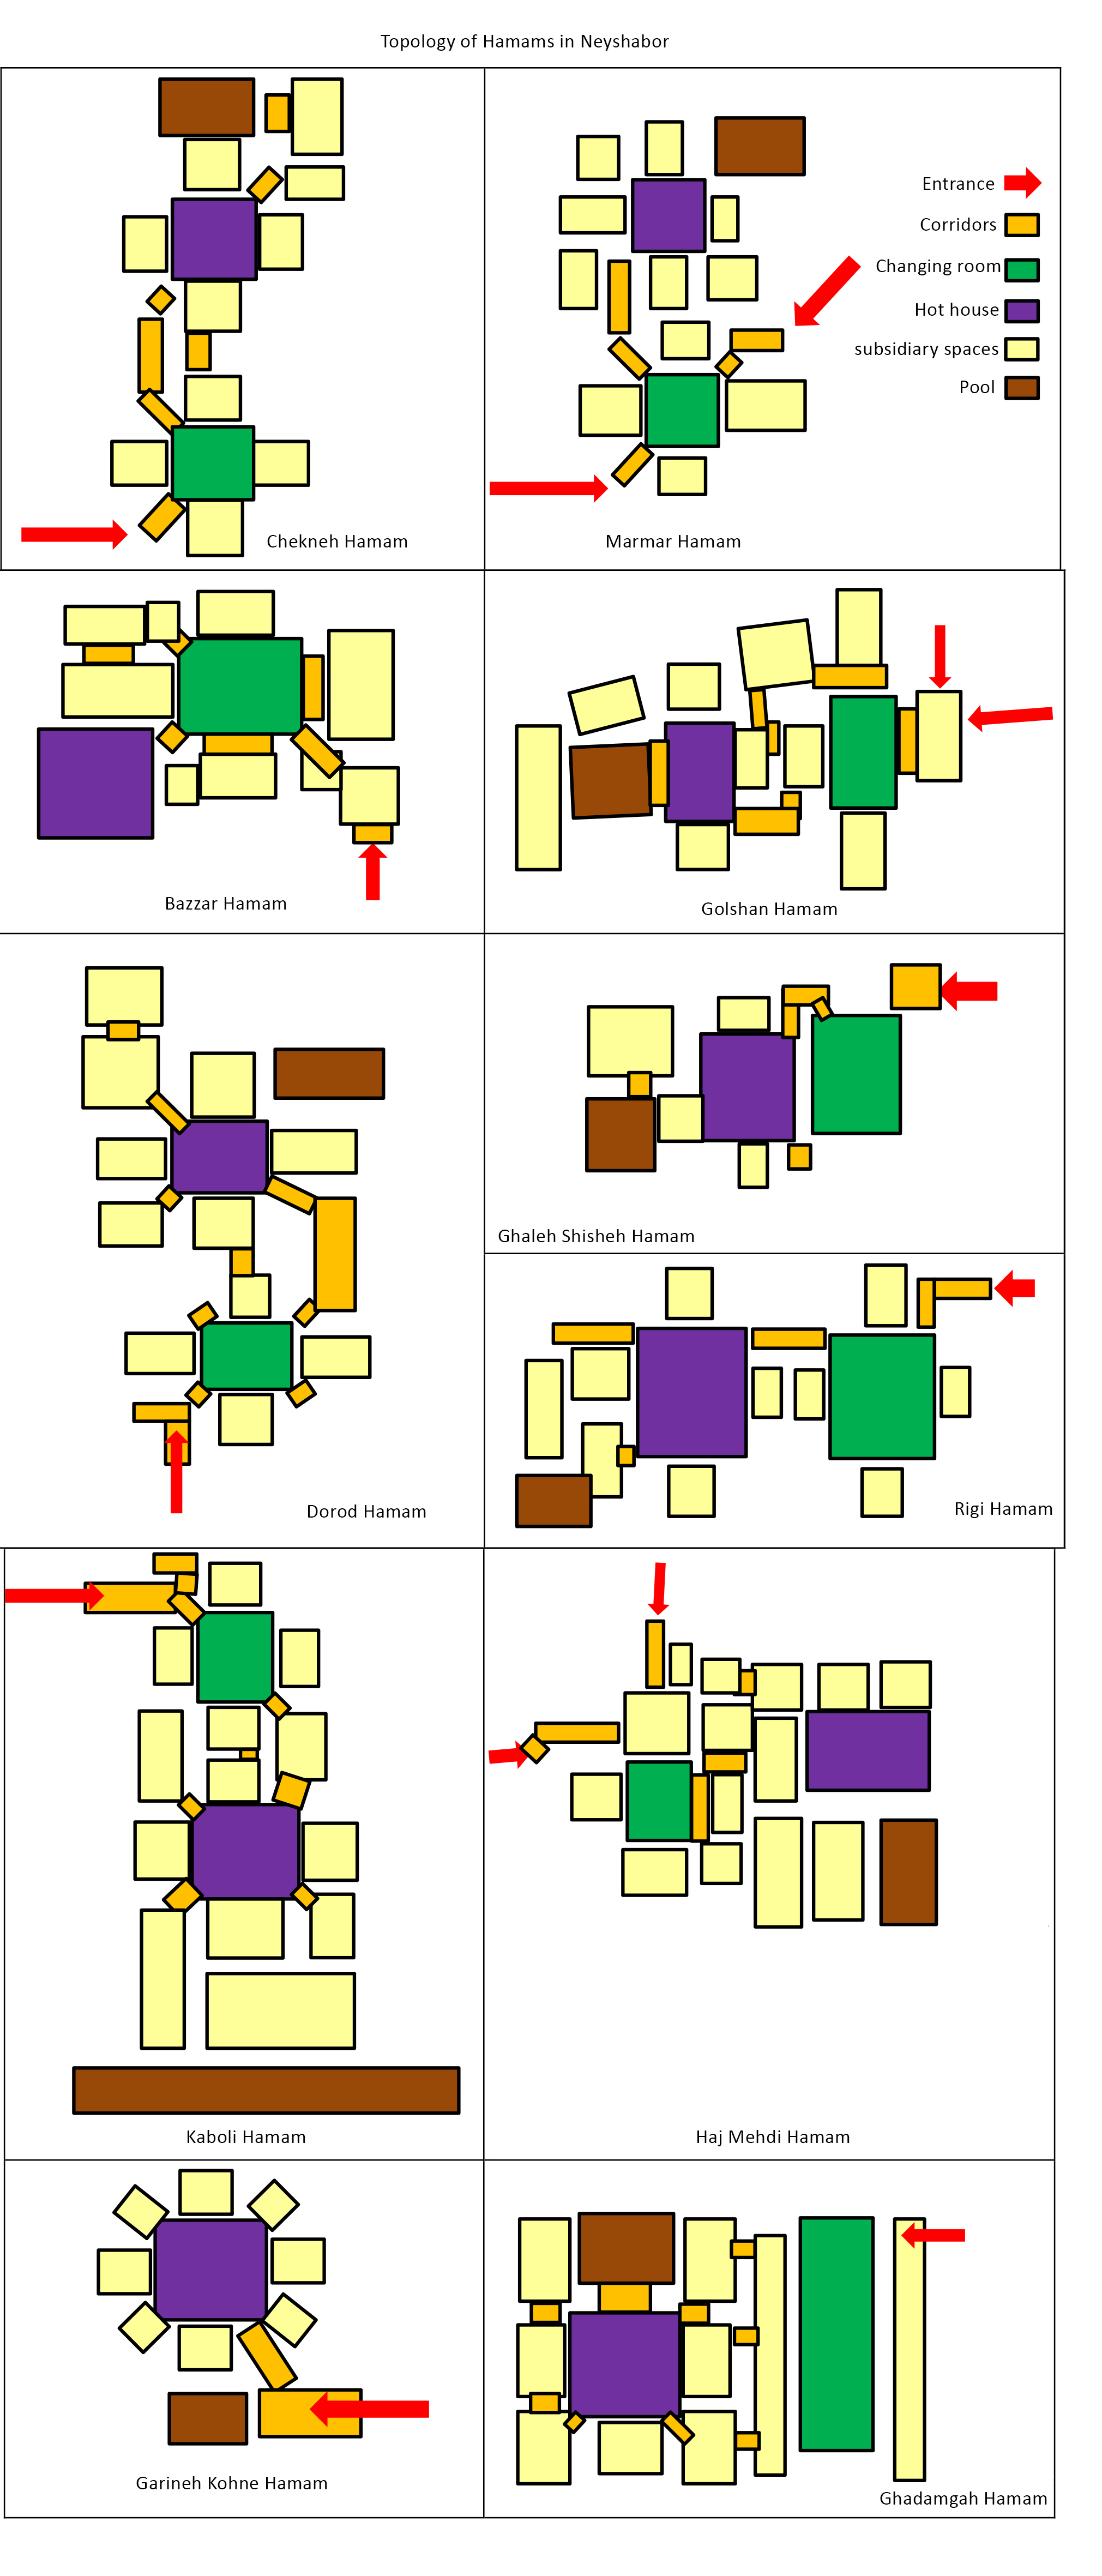 Topology of Hamams in Neyshabor
Entrance
Corridors
Changing room
Hot house
subsidiary spaces
Pool
Chekneh Hamam
Marmar Hamam
Bazzar Hamam
Golshan Hamam
Ghaleh Shisheh Hamam
Dorod Hamam
Rigi Hamam
Kaboli Hamam
Haj Mehdi Hamam
Garineh Kohne Hamam
Ghadamgah Hamam